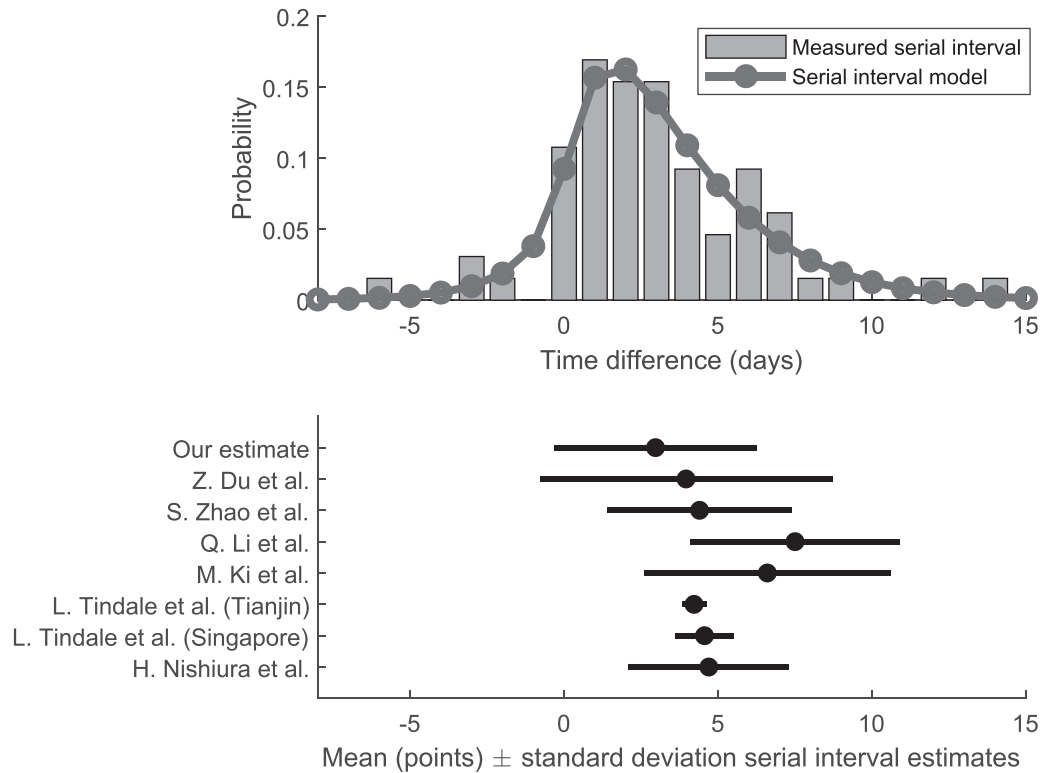 0.2
0.15
0.1
0.05
0
Probability
Measured serial interval
Serial interval model
-5 0 5 10 15
Time difference (days)
Our estimate
Z. Du et al.
S. Zhao et al.
Q. Li et al.
M. Ki et al.
L. Tindale et al. (Tianjin)
L. Tindale et al. (Singapore)
H. Nishiura et al.
-5 0 5 10 15
Mean (points) ± standard deviation serial interval estimates